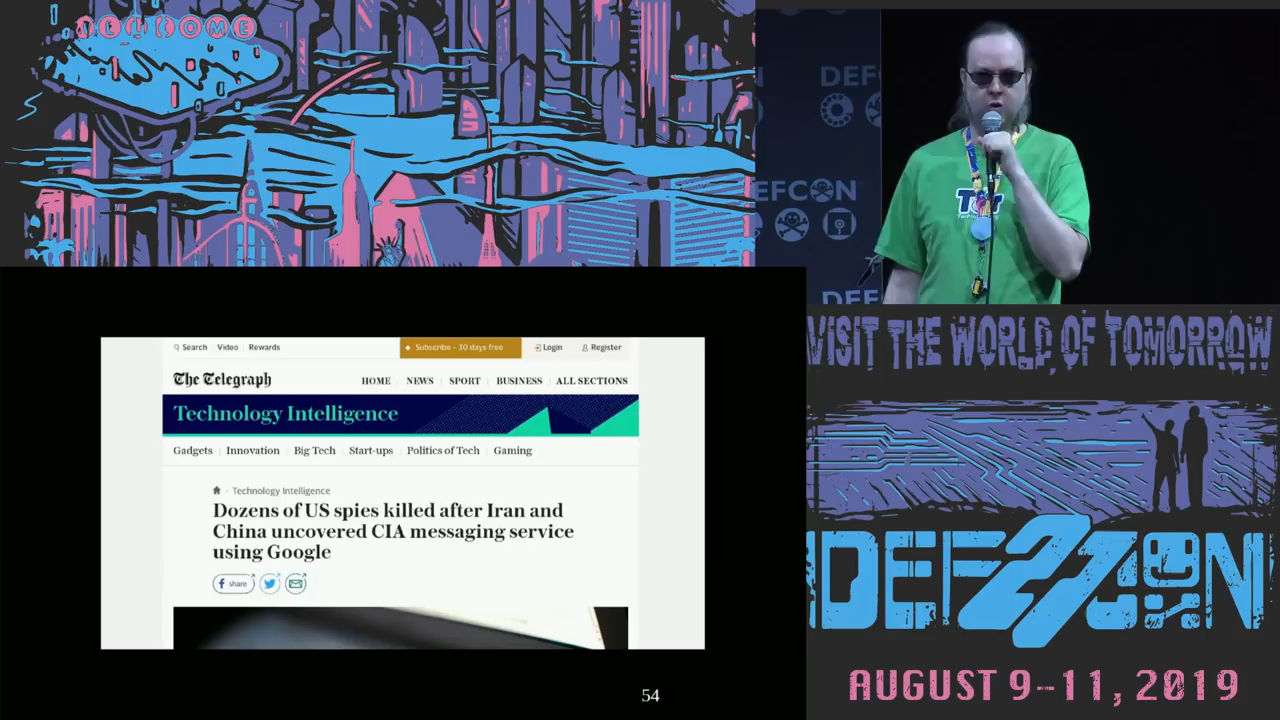 WELCOME
DEFCON
DEFCON
Tor
DEF
Search Video Rewards Subscribe - 30 days free Login Register
The Telegraph
HOME NEWS SPORT BUSINESS ALL SECTIONS
Technology Intelligence
Gadgets Innovation Big Tech Start-ups Politics of Tech Gaming
Technology Intelligence
Dozens of US spies killed after Iran and
China uncovered CIA messaging service
using Google
share
54
VISIT THE WORLD OF TOMORROW
DEFCON 27
AUGUST 9-11, 2019